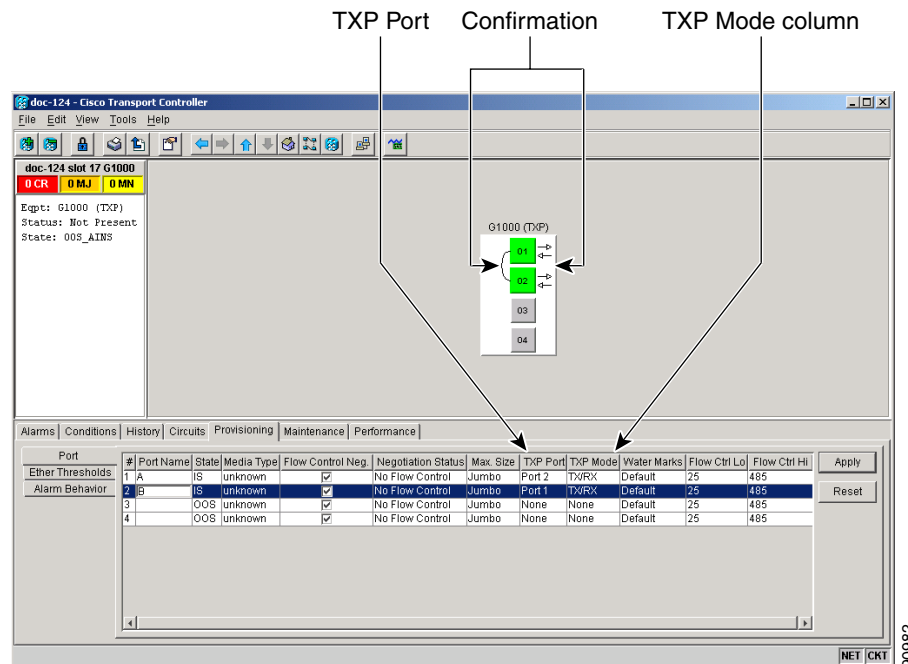 TXP Port Confirmation TXP Mode column
doc-124 - Cisco Transport Controller
File Edit View Tools Help
doc-124 slot 17 G1000
0 CR 0 MJ 0 MN
Eqpt: G1000 (TXP)
Status: Not Present
State: OOS_AINS
G1000 (TXP)
01
02
03
04
Alarms Conditions History Circuits Provisioning Maintenance Performance
Port
Ether Thresholds
Alarm Behavior
# Port Name State Media Type Flow Control Neg. Negotiation Status Max. Size TXP Port TXP Mode Water Marks Flow Ctrl Lo Flow Ctrl Hi
1 A IS unknown No Flow Control Jumbo Port 2 TX/RX Default 25 485
2 B IS unknown No Flow Control Jumbo Port 1 TX/RX Default 25 485
3 OOS unknown No Flow Control Jumbo None None Default 25 485
4 OOS unknown No Flow Control Jumbo None None Default 25 485
Apply
Reset
NET CKT